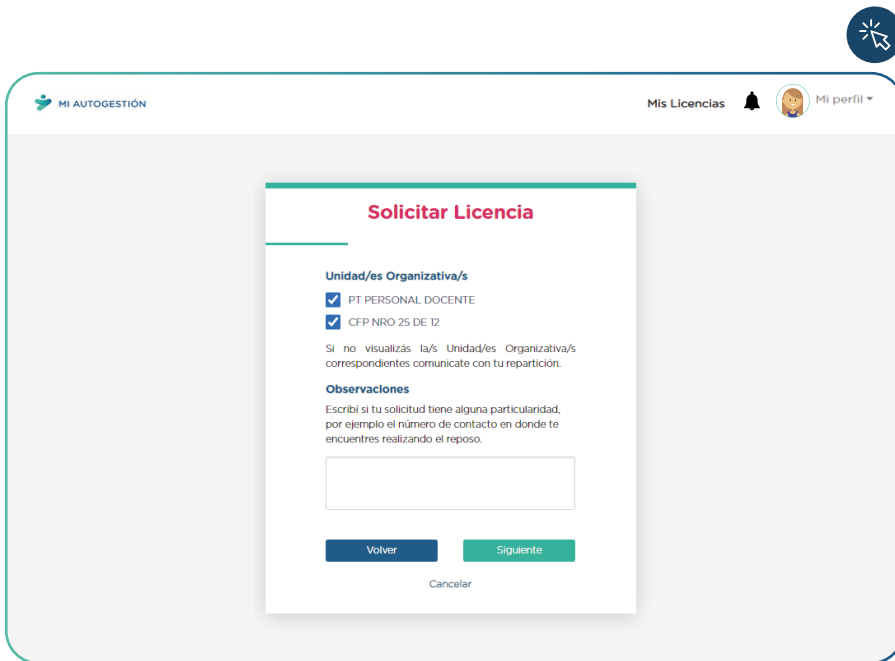 MI AUTOGESTIÓN
Mis Licencias
Mi perfil
Solicitar Licencia
Unidad/es Organizativa/s
PT PERSONAL DOCENTE
CFP NRO 25 DE 12
Si no visualizás la/s Unidad/es Organizativa/s
correspondientes comunicate con tu repartición.
Observaciones
Escribí si tu solicitud tiene alguna particularidad,
por ejemplo el número de contacto en donde te
encuentres realizando el reposo.
Volver
Siguiente
Cancelar